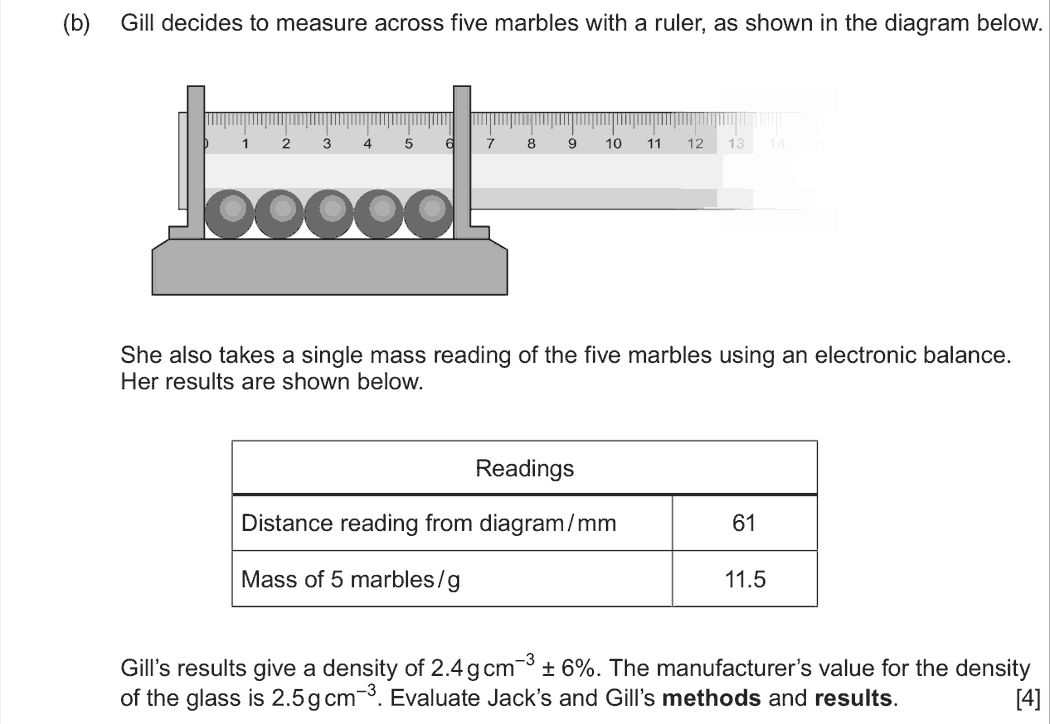 (b) Gill decides to measure across five marbles with a ruler, as shown in the diagram below.
0 1 2 3 4 5 6 7 8 9 10 11 12 13 14
She also takes a single mass reading of the five marbles using an electronic balance.
Her results are shown below.
Readings
Distance reading from diagram/mm 61
Mass of 5 marbles/g 11.5
Gill’s results give a density of 2.4 g cm⁻³ ± 6%. The manufacturer’s value for the density
of the glass is 2.5 g cm⁻³. Evaluate Jack’s and Gill’s methods and results. [4]